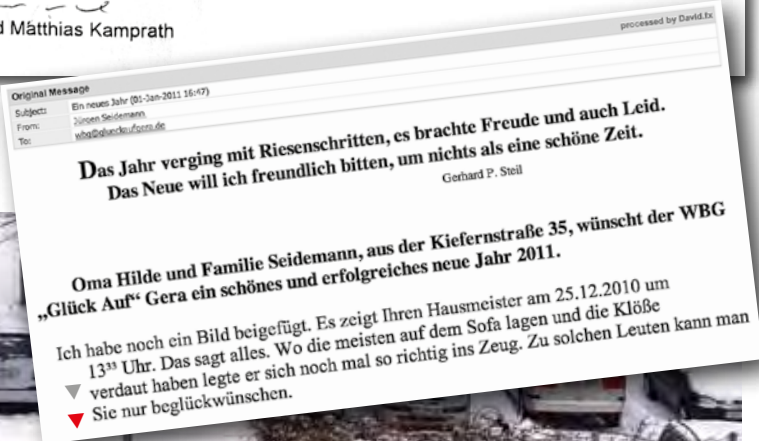 d Matthias Kamprath
processed by David.fx
Original Message
Subject: Ein neues Jahr (01-Jan-2011 16:47)
From: Jürgen Seidemann
To: wbg@glueckaufgera.de
Das Jahr verging mit Riesenschritten, es brachte Freude und auch Leid.
Das Neue will ich freundlich bitten, um nichts als eine schöne Zeit.
Gerhard P. Steil
Oma Hilde und Familie Seidemann, aus der Kiefernstraße 35, wünscht der WBG
„Glück Auf“ Gera ein schönes und erfolgreiches neue Jahr 2011.
Ich habe noch ein Bild beigefügt. Es zeigt Ihren Hausmeister am 25.12.2010 um
13³³ Uhr. Das sagt alles. Wo die meisten auf dem Sofa lagen und die Klöße
verdaut haben legte er sich noch mal so richtig ins Zeug. Zu solchen Leuten kann man
Sie nur beglückwünschen.